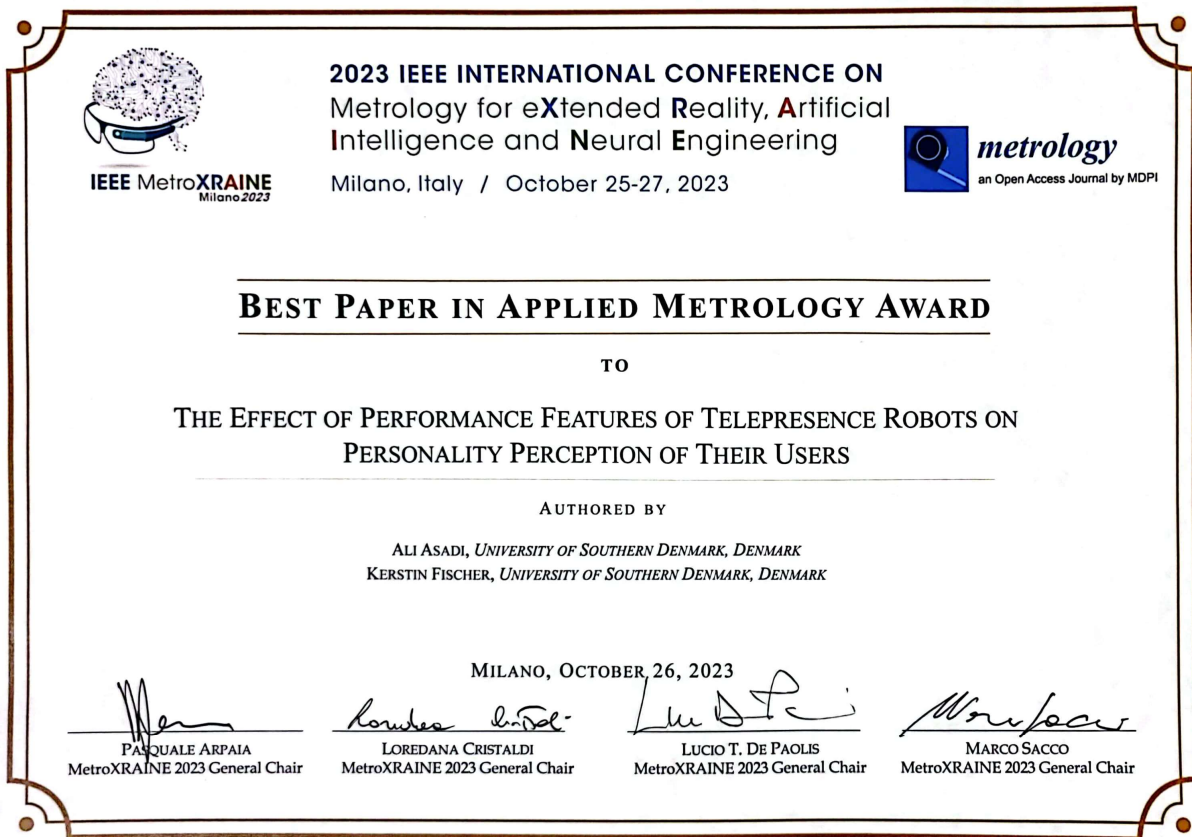 2023 IEEE INTERNATIONAL CONFERENCE ON
Metrology for eXtended Reality, Artificial
Intelligence and Neural Engineering
Milano, Italy / October 25-27, 2023
IEEE MetroXRAINE
Milano2023
metrology
an Open Access Journal by MDPI
BEST PAPER IN APPLIED METROLOGY AWARD
TO
THE EFFECT OF PERFORMANCE FEATURES OF TELEPRESENCE ROBOTS ON
PERSONALITY PERCEPTION OF THEIR USERS
AUTHORED BY
ALI ASADI, UNIVERSITY OF SOUTHERN DENMARK, DENMARK
KERSTIN FISCHER, UNIVERSITY OF SOUTHERN DENMARK, DENMARK
MILANO, OCTOBER 26, 2023
PASQUALE ARPAIA
MetroXRAINE 2023 General Chair
LOREDANA CRISTALDI
MetroXRAINE 2023 General Chair
LUCIO T. DE PAOLIS
MetroXRAINE 2023 General Chair
MARCO SACCO
MetroXRAINE 2023 General Chair